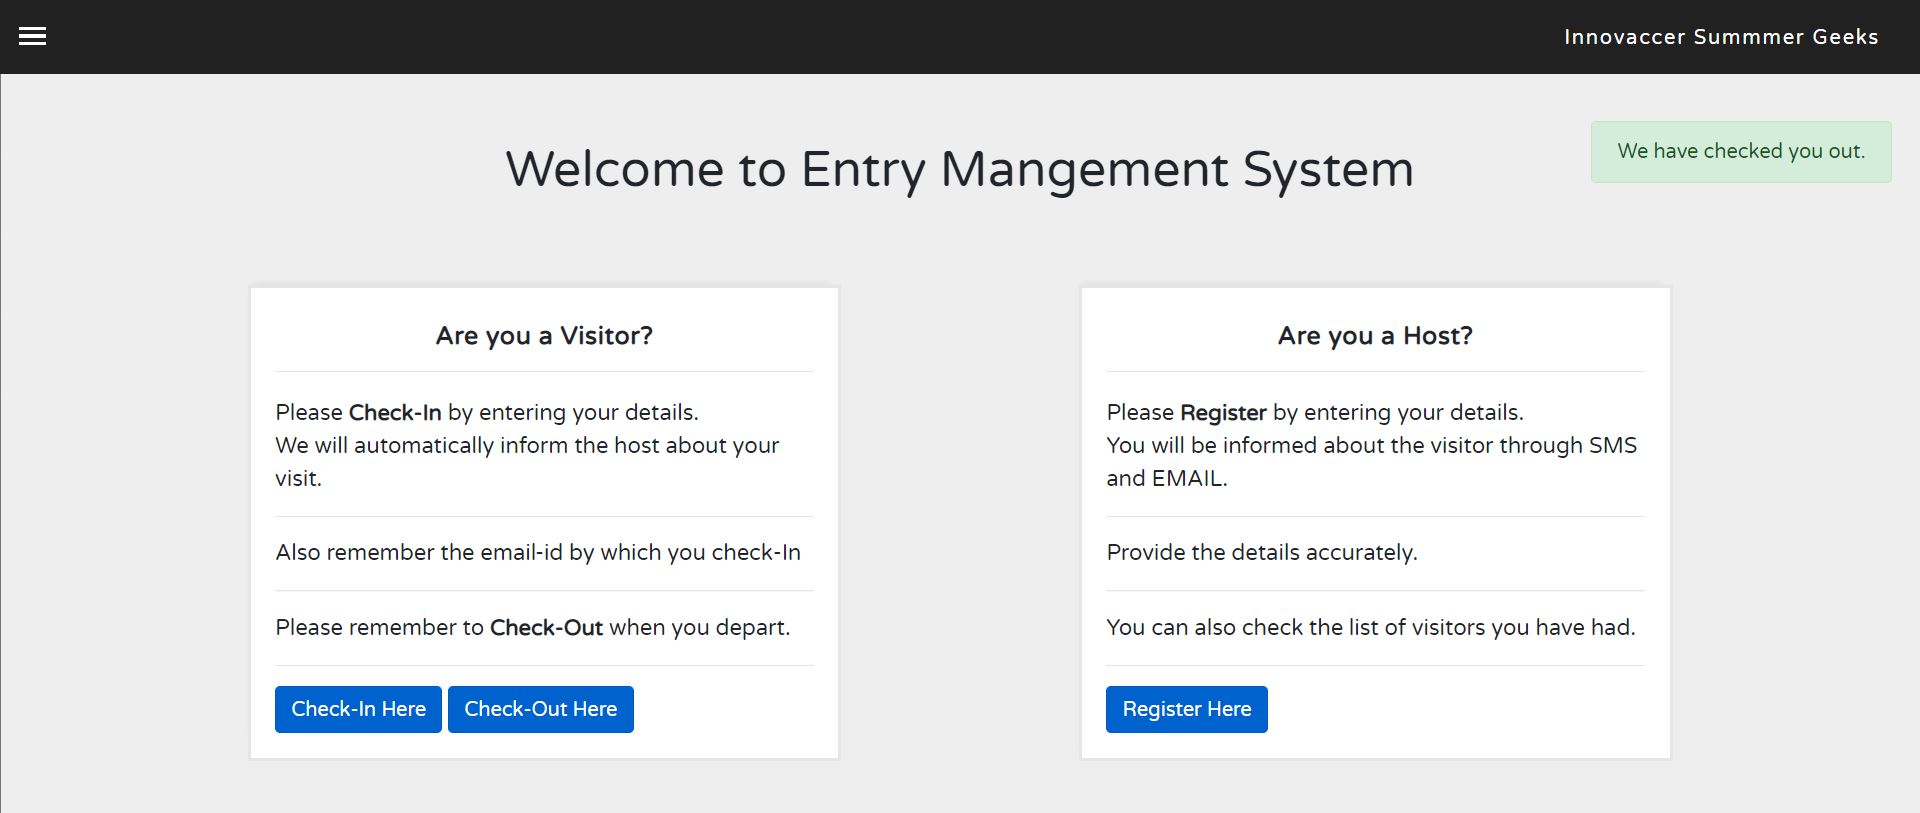 Innovaccer Summmer Geeks
We have checked you out.
Welcome to Entry Mangement System
Are you a Visitor?
Please Check-In by entering your details.
We will automatically inform the host about your
visit.
Also remember the email-id by which you check-In
Please remember to Check-Out when you depart.
Check-In Here Check-Out Here
Are you a Host?
Please Register by entering your details.
You will be informed about the visitor through SMS
and EMAIL.
Provide the details accurately.
You can also check the list of visitors you have had.
Register Here